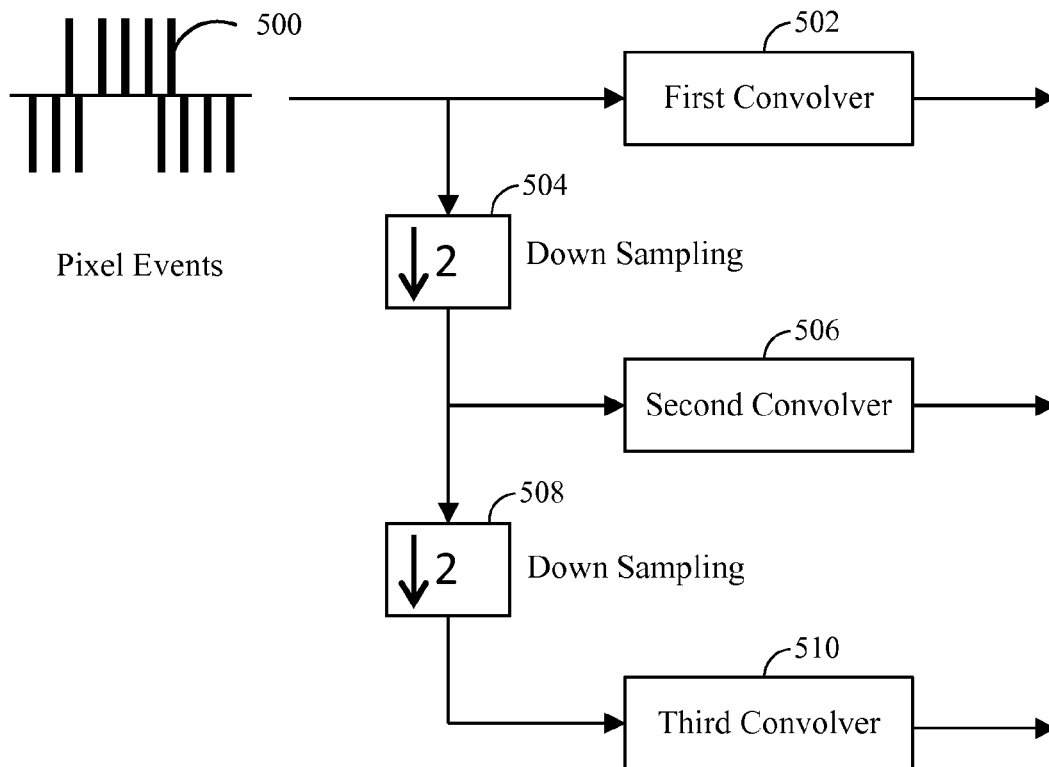 500
502
First Convolver
504
2
Down Sampling
Pixel Events
506
Second Convolver
508
2
Down Sampling
510
Third Convolver